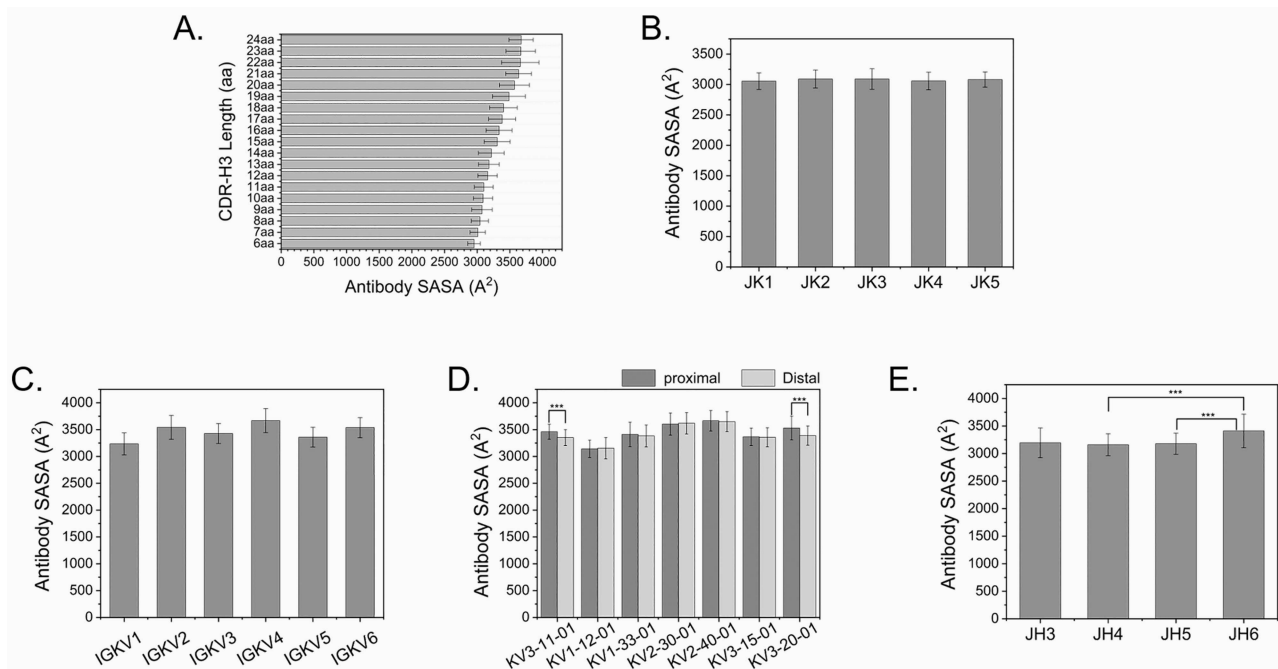 A.
CDR-H3 Length (aa)
24aa
23aa
22aa
21aa
20aa
19aa
18aa
17aa
16aa
15aa
14aa
13aa
12aa
11aa
10aa
9aa
8aa
7aa
6aa
0 500 1000 1500 2000 2500 3000 3500 4000
Antibody SASA (A²)
B.
Antibody SASA (A²)
3500
3000
2500
2000
1500
1000
500
0
JK1 JK2 JK3 JK4 JK5
C.
Antibody SASA (A²)
4000
3500
3000
2500
2000
1500
1000
500
0
IGKV1 IGKV2 IGKV3 IGKV4 IGKV5 IGKV6
D.
proximal Distal
Antibody SASA (A²)
4000
3500
3000
2500
2000
1500
1000
500
0
*** ***
KV3-11-01 KV1-12-01 KV1-33-01 KV2-30-01 KV2-40-01 KV3-15-01 KV3-20-01
E.
Antibody SASA (A²)
4000
3500
3000
2500
2000
1500
1000
500
0
***
***
JH3 JH4 JH5 JH6